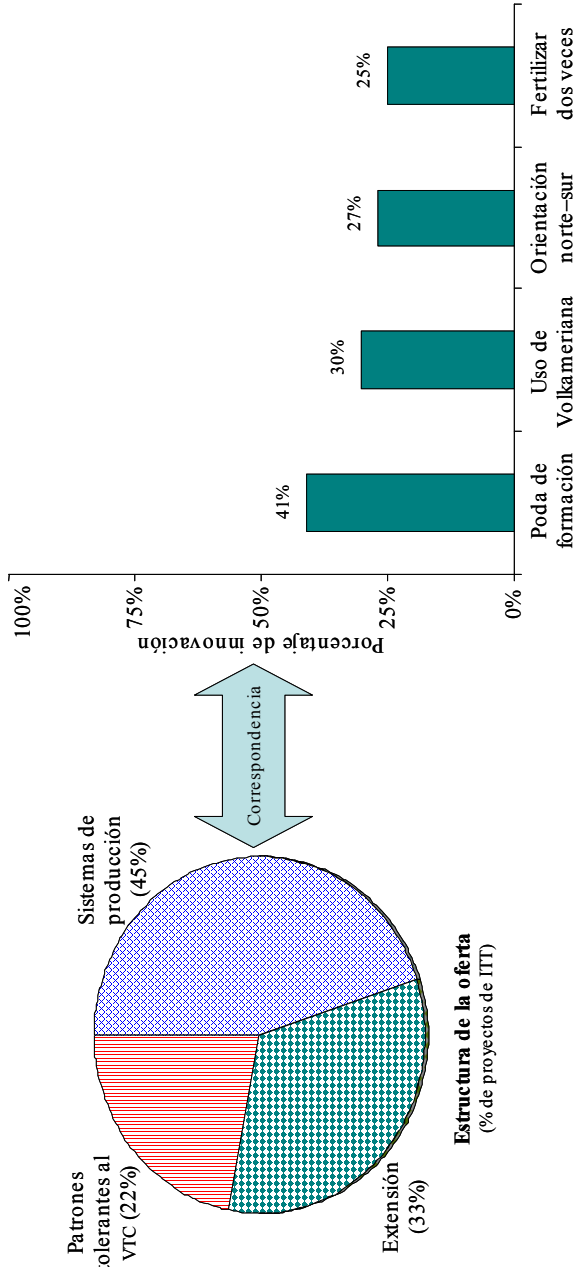 Patrones
tolerantes al
VTC (22%)
Sistemas de
producción
(45%)
Extensión
(33%)
Estructura de la oferta
(% de proyectos de ITT)
Correspondencia
Porcentaje de innovación
100%
75%
50%
25%
0%
41%
30%
27%
25%
Poda de
formación
Uso de
Volkameriana
Orientación
norte–sur
Fertilizar
dos veces